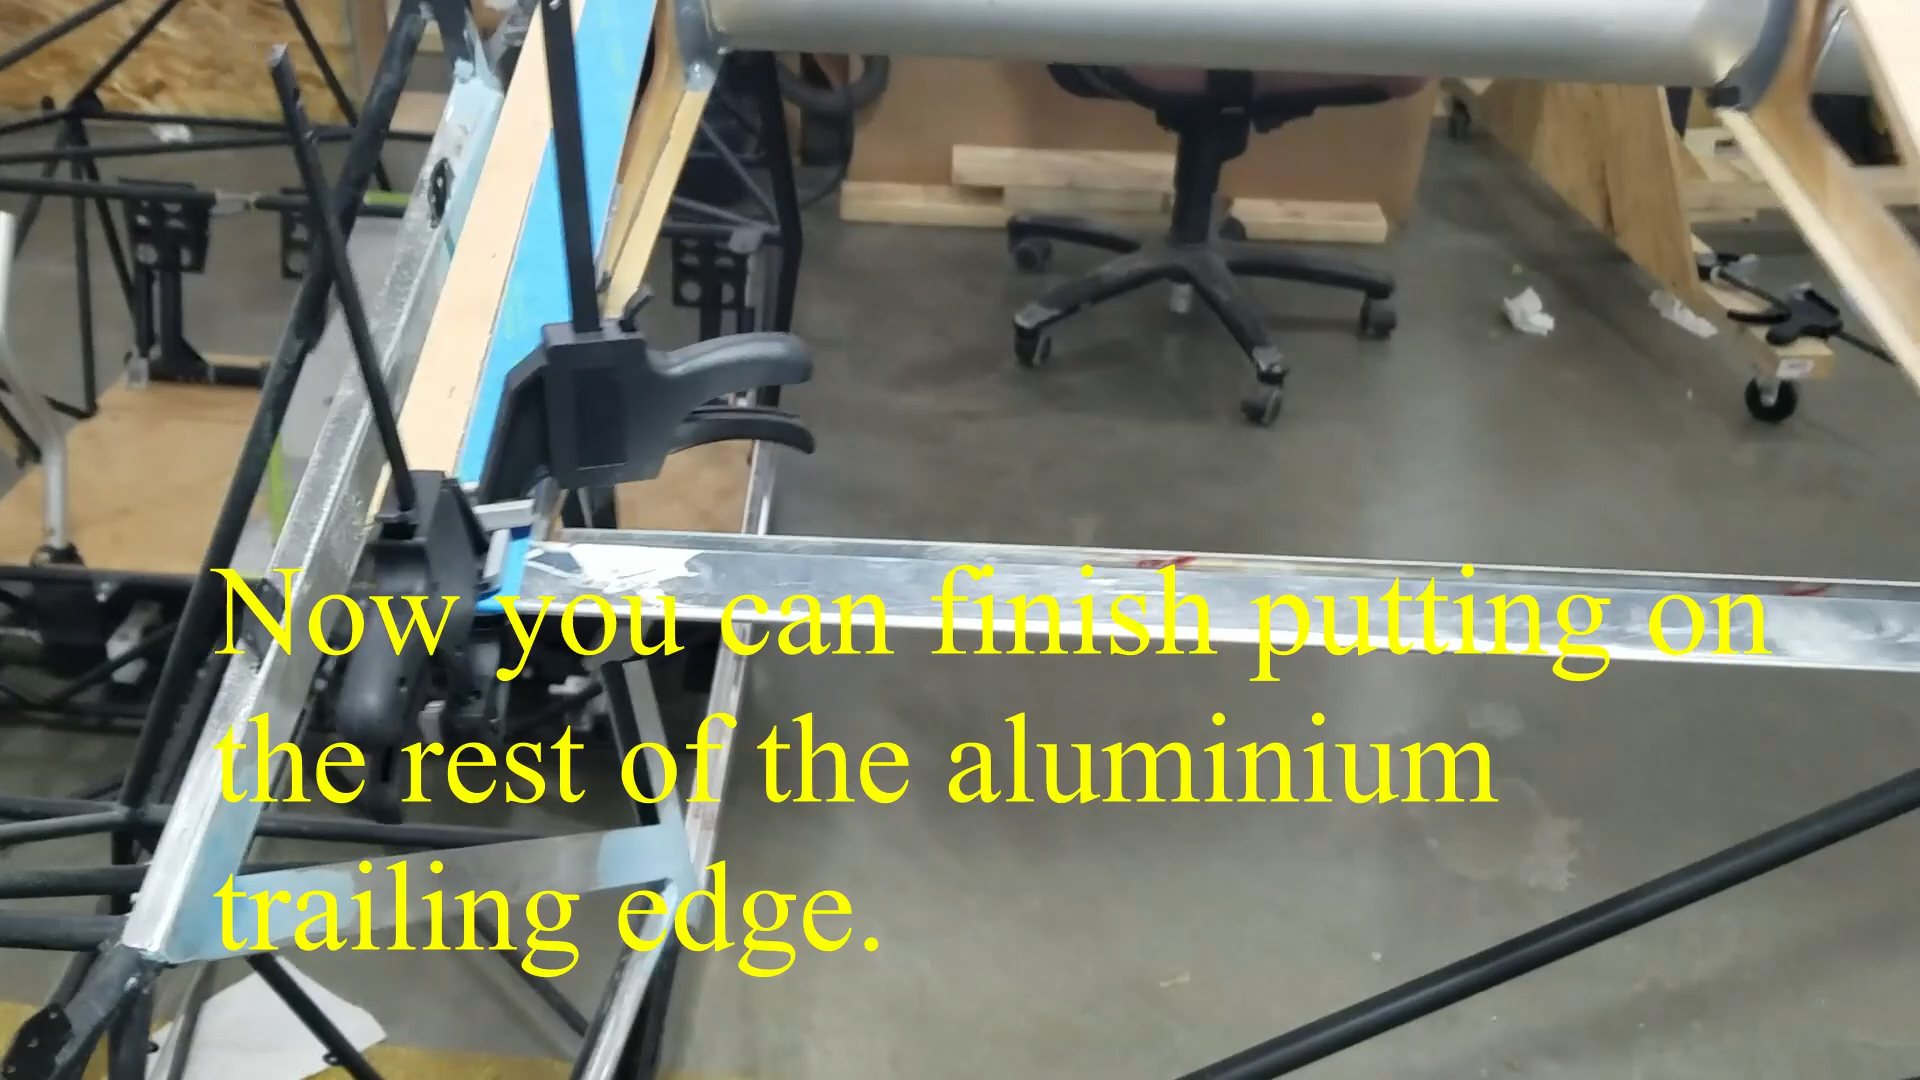 Now you can finish putting on
the rest of the aluminium
trailing edge.